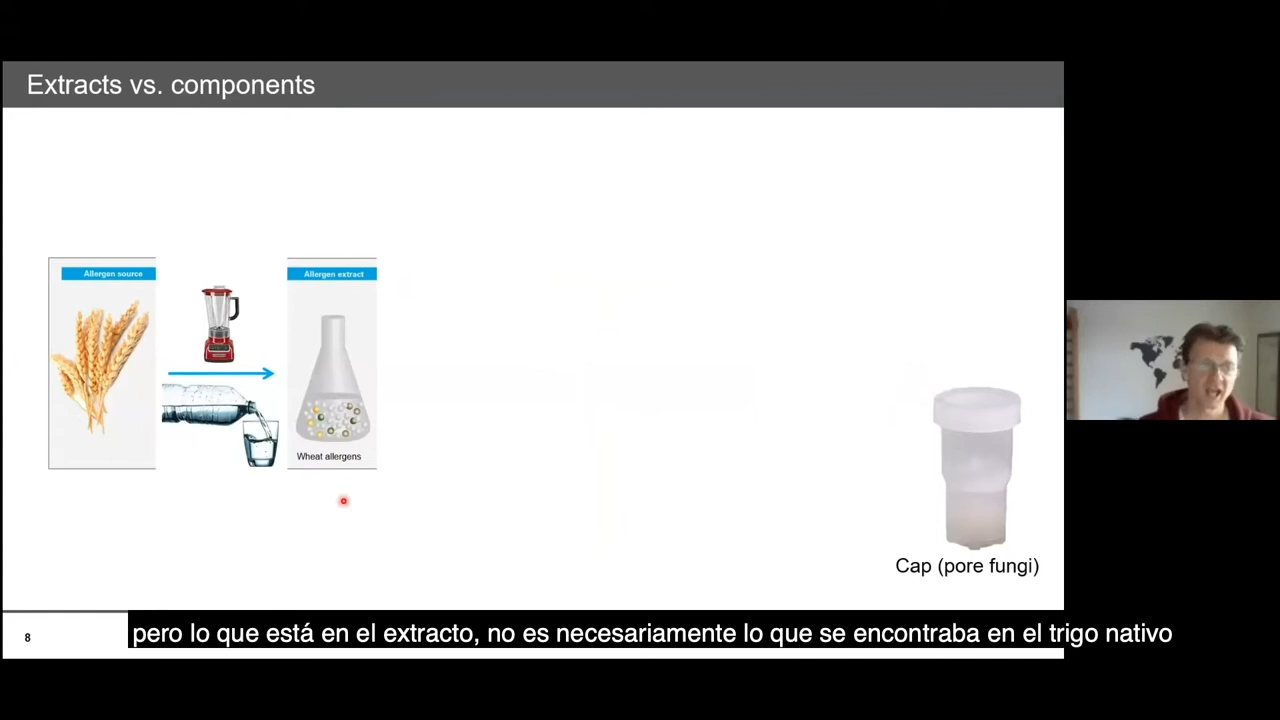 Extracts vs. components
Allergen source
Allergen extract
Wheat allergens
Cap (pore fungi)
8
pero lo que está en el extracto, no es necesariamente lo que se encontraba en el trigo nativo